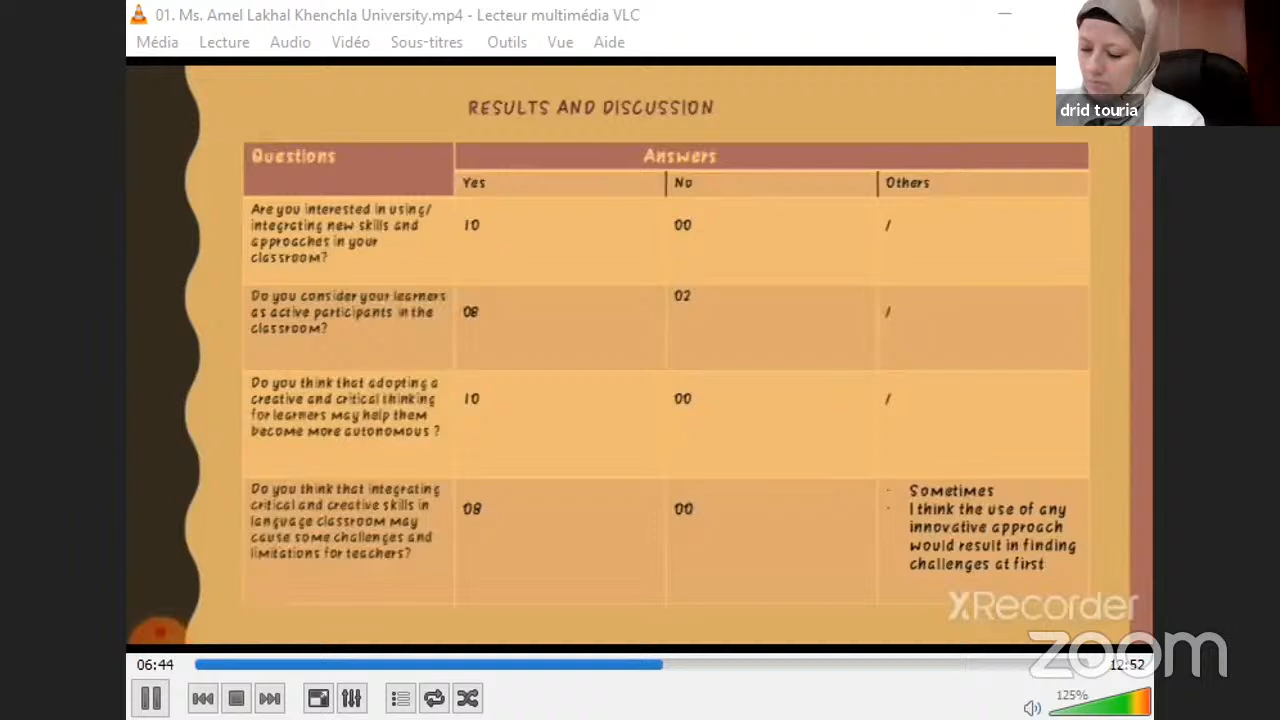 01. Ms. Amel Lakhal Khenchla University.mp4 - Lecteur multimédia VLC
Média Lecture Audio Vidéo Sous-titres Outils Vue Aide
drid touria
RESULTS AND DISCUSSION
Questions
Answers
Yes
No
Others
Are you interested in using/
integrating new skills and
approaches in your
classroom?
10
00
/
Do you consider your learners
as active participants in the
classroom?
08
02
/
Do you think that adopting a
creative and critical thinking
for learners may help them
become more autonomous ?
10
00
/
Do you think that integrating
critical and creative skills in
language classroom may
cause some challenges and
limitations for teachers?
08
00
· Sometimes
· I think the use of any
innovative approach
would result in finding
challenges at first
XRecorder
zoom
06:44
12:52
125%